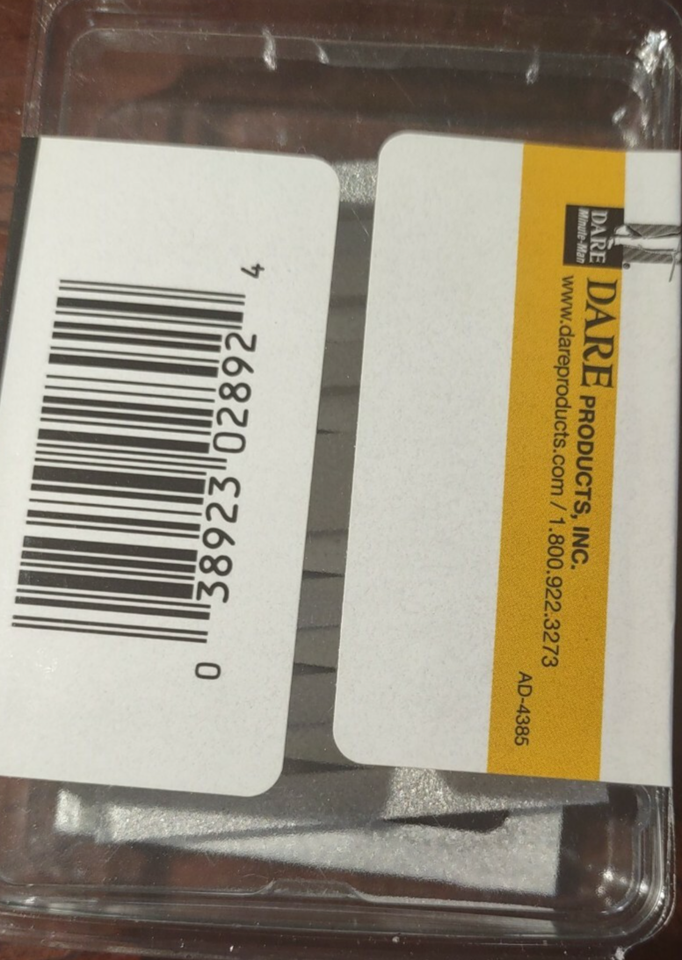 DARE
Minute-Man
DARE PRODUCTS, INC.
www.dareproducts.com / 1.800.922.3273
AD-4385
0 38923 02892 4